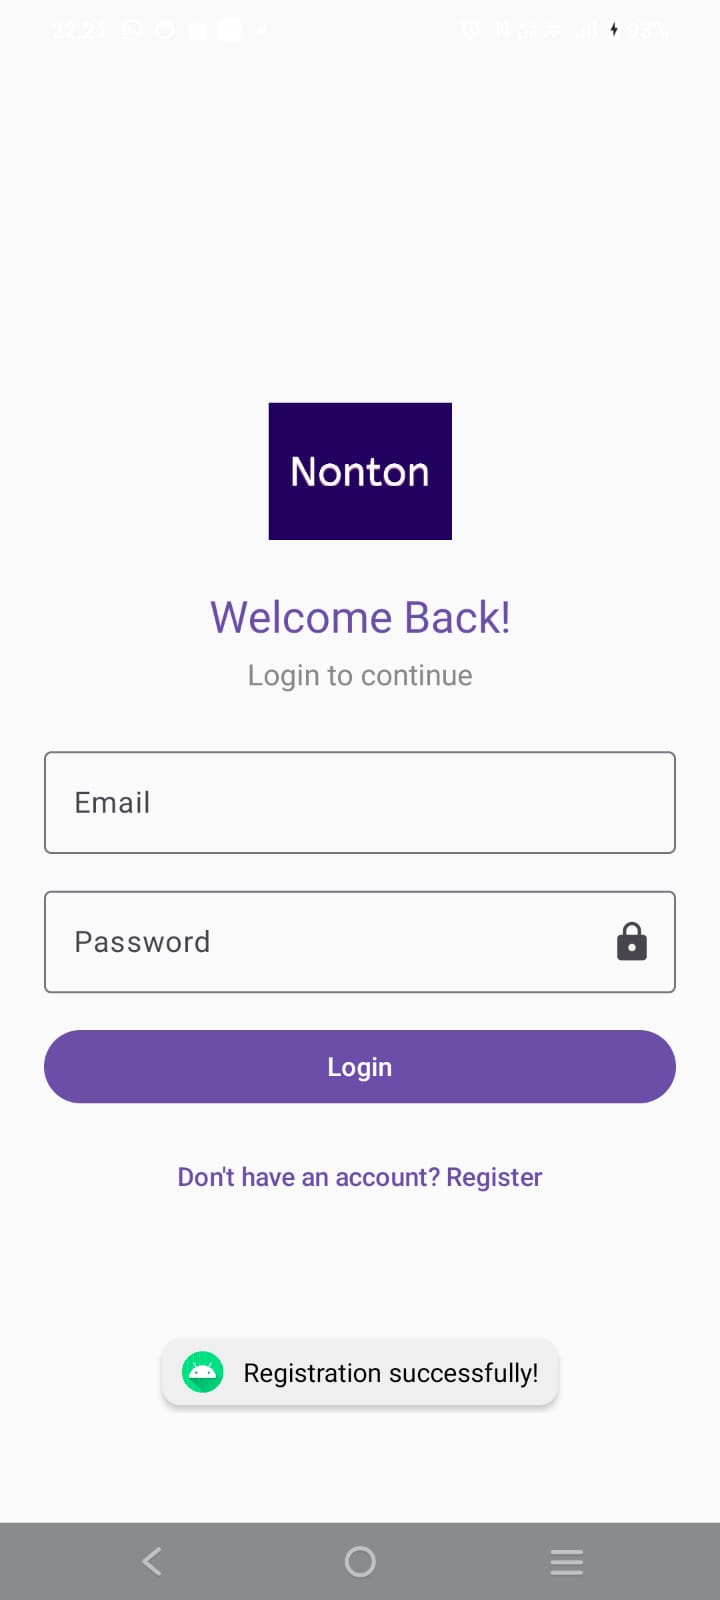 22.21 93%
Nonton
Welcome Back!
Login to continue
Email
Password
Login
Don't have an account? Register
Registration successfully!